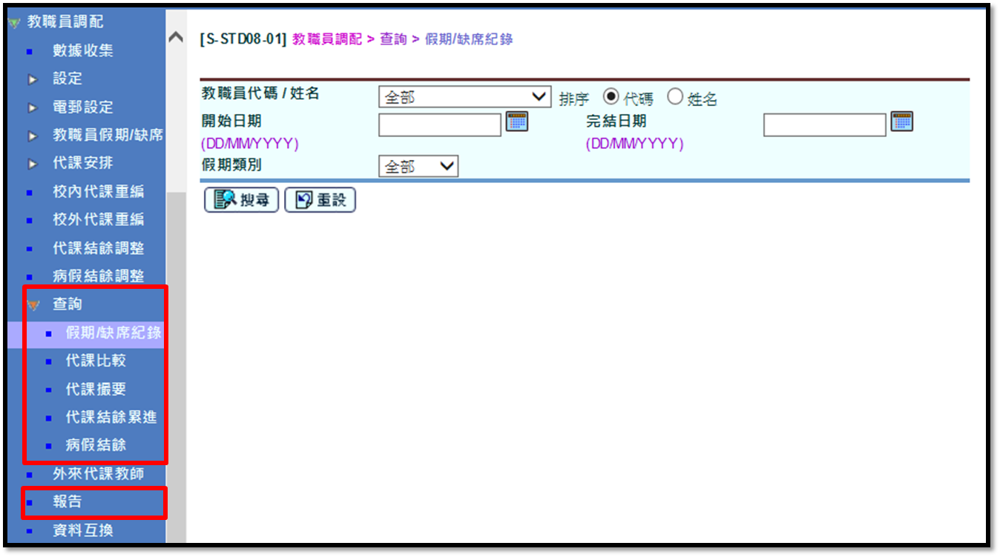 教職員調配
數據收集
設定
電郵設定
教職員假期/缺席
代課安排
校內代課重編
校外代課重編
代課結餘調整
病假結餘調整
查詢
假期/缺席紀錄
代課比較
代課撮要
代課結餘累進
病假結餘
外來代課教師
報告
資料互換
[S-STD08-01] 教職員調配 > 查詢 > 假期/缺席紀錄
教職員代碼 / 姓名 全部 排序 代碼 姓名
開始日期 完結日期
(DD/MM/YYYY) (DD/MM/YYYY)
假期類別 全部
搜尋 重設